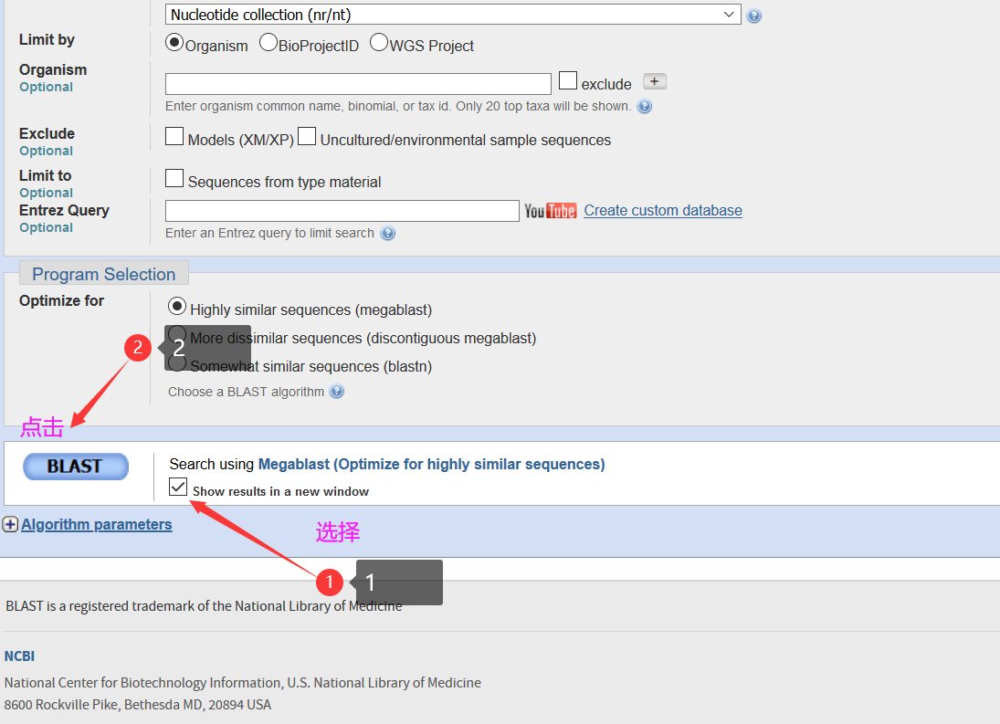 Nucleotide collection (nr/nt)
Limit by
Organism BioProjectID WGS Project
Organism
Optional
exclude +
Enter organism common name, binomial, or tax id. Only 20 top taxa will be shown. ?
Exclude
Optional
Models (XM/XP) Uncultured/environmental sample sequences
Limit to
Optional
Sequences from type material
Entrez Query
Optional
YouTube Create custom database
Enter an Entrez query to limit search ?
Program Selection
Optimize for
Highly similar sequences (megablast)
More dissimilar sequences (discontiguous megablast)
2 2
Somewhat similar sequences (blastn)
Choose a BLAST algorithm ?
点击
BLAST
Search using Megablast (Optimize for highly similar sequences)
Show results in a new window
+ Algorithm parameters
选择
1 1
BLAST is a registered trademark of the National Library of Medicine
NCBI
National Center for Biotechnology Information, U.S. National Library of Medicine
8600 Rockville Pike, Bethesda MD, 20894 USA